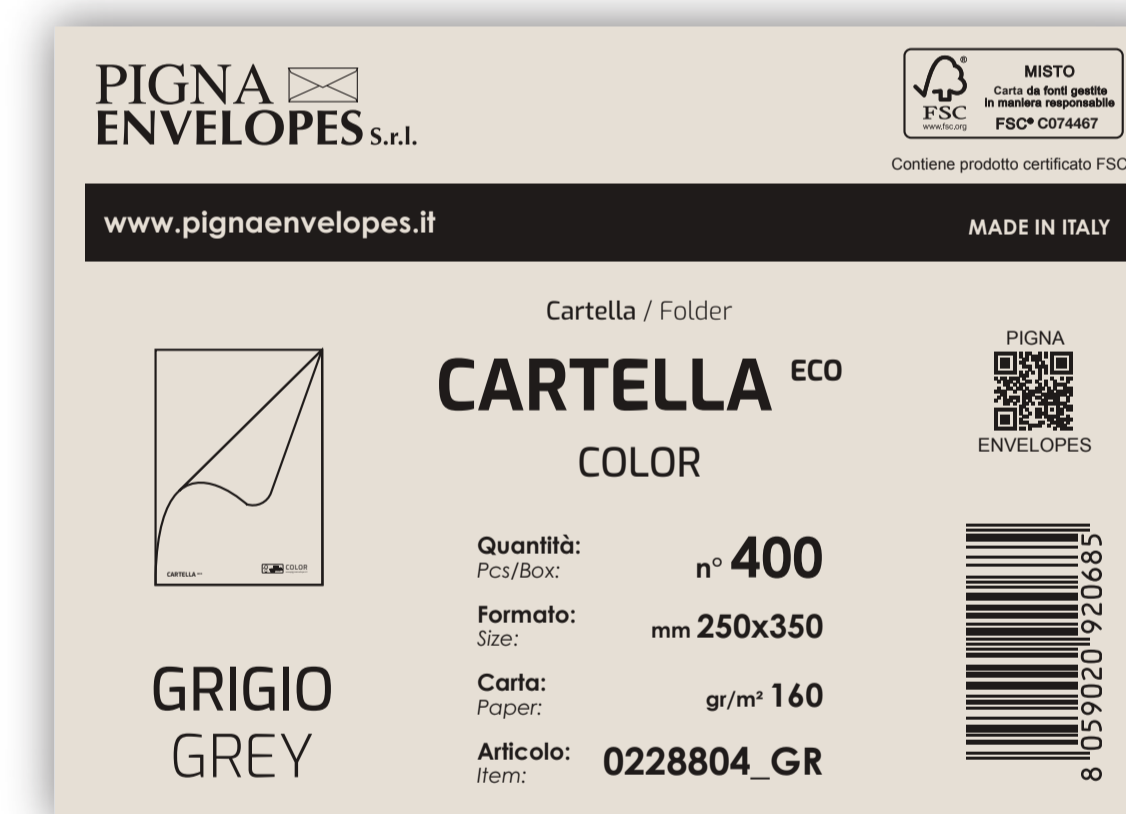 PIGNA
ENVELOPES S.r.l.
FSC®
www.fsc.org
MISTO
Carta da fonti gestite
in maniera responsabile
FSC® C074467
Contiene prodotto certificato FSC
www.pignaenvelopes.it
MADE IN ITALY
Cartella / Folder
CARTELLA ECO
COLOR
PIGNA
ENVELOPES
CARTELLA
COLOR
GRIGIO
GREY
Quantità:
Pcs/Box:
n° 400
Formato:
Size:
mm 250x350
Carta:
Paper:
gr/m² 160
Articolo:
Item:
0228804_GR
8 059020 920685